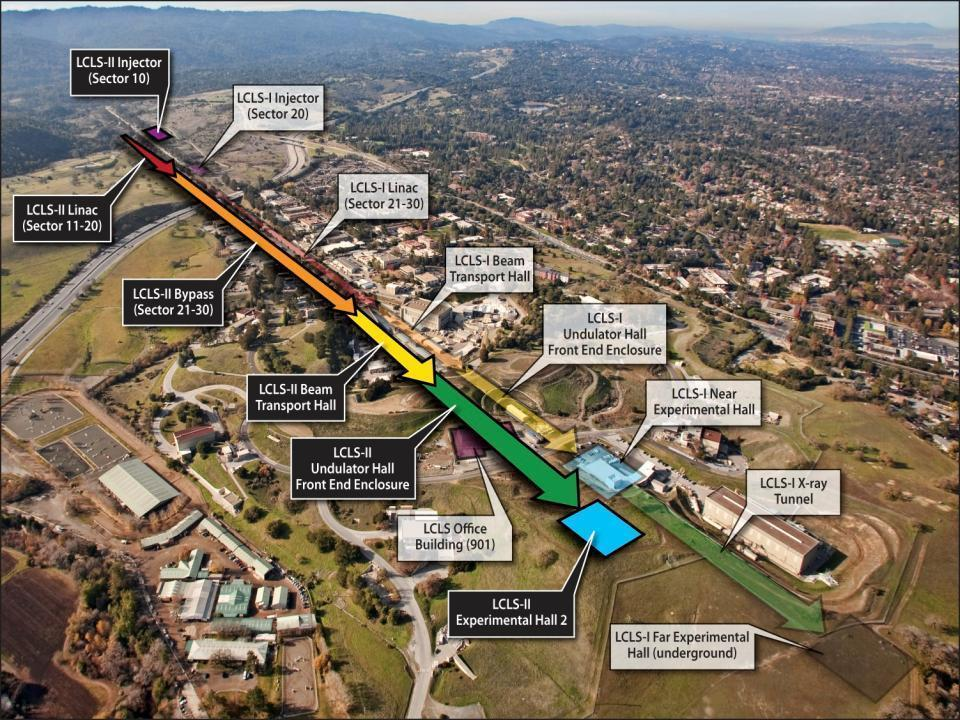 LCLS-II Injector
(Sector 10)
LCLS-I Injector
(Sector 20)
LCLS-I Linac
(Sector 21-30)
LCLS-II Linac
(Sector 11-20)
LCLS-I Beam
Transport Hall
LCLS-II Bypass
(Sector 21-30)
LCLS-I
Undulator Hall
Front End Enclosure
LCLS-II Beam
Transport Hall
LCLS-I Near
Experimental Hall
LCLS-II
Undulator Hall
Front End Enclosure
LCLS-I X-ray
Tunnel
LCLS Office
Building (901)
LCLS-II
Experimental Hall 2
LCLS-I Far Experimental
Hall (underground)